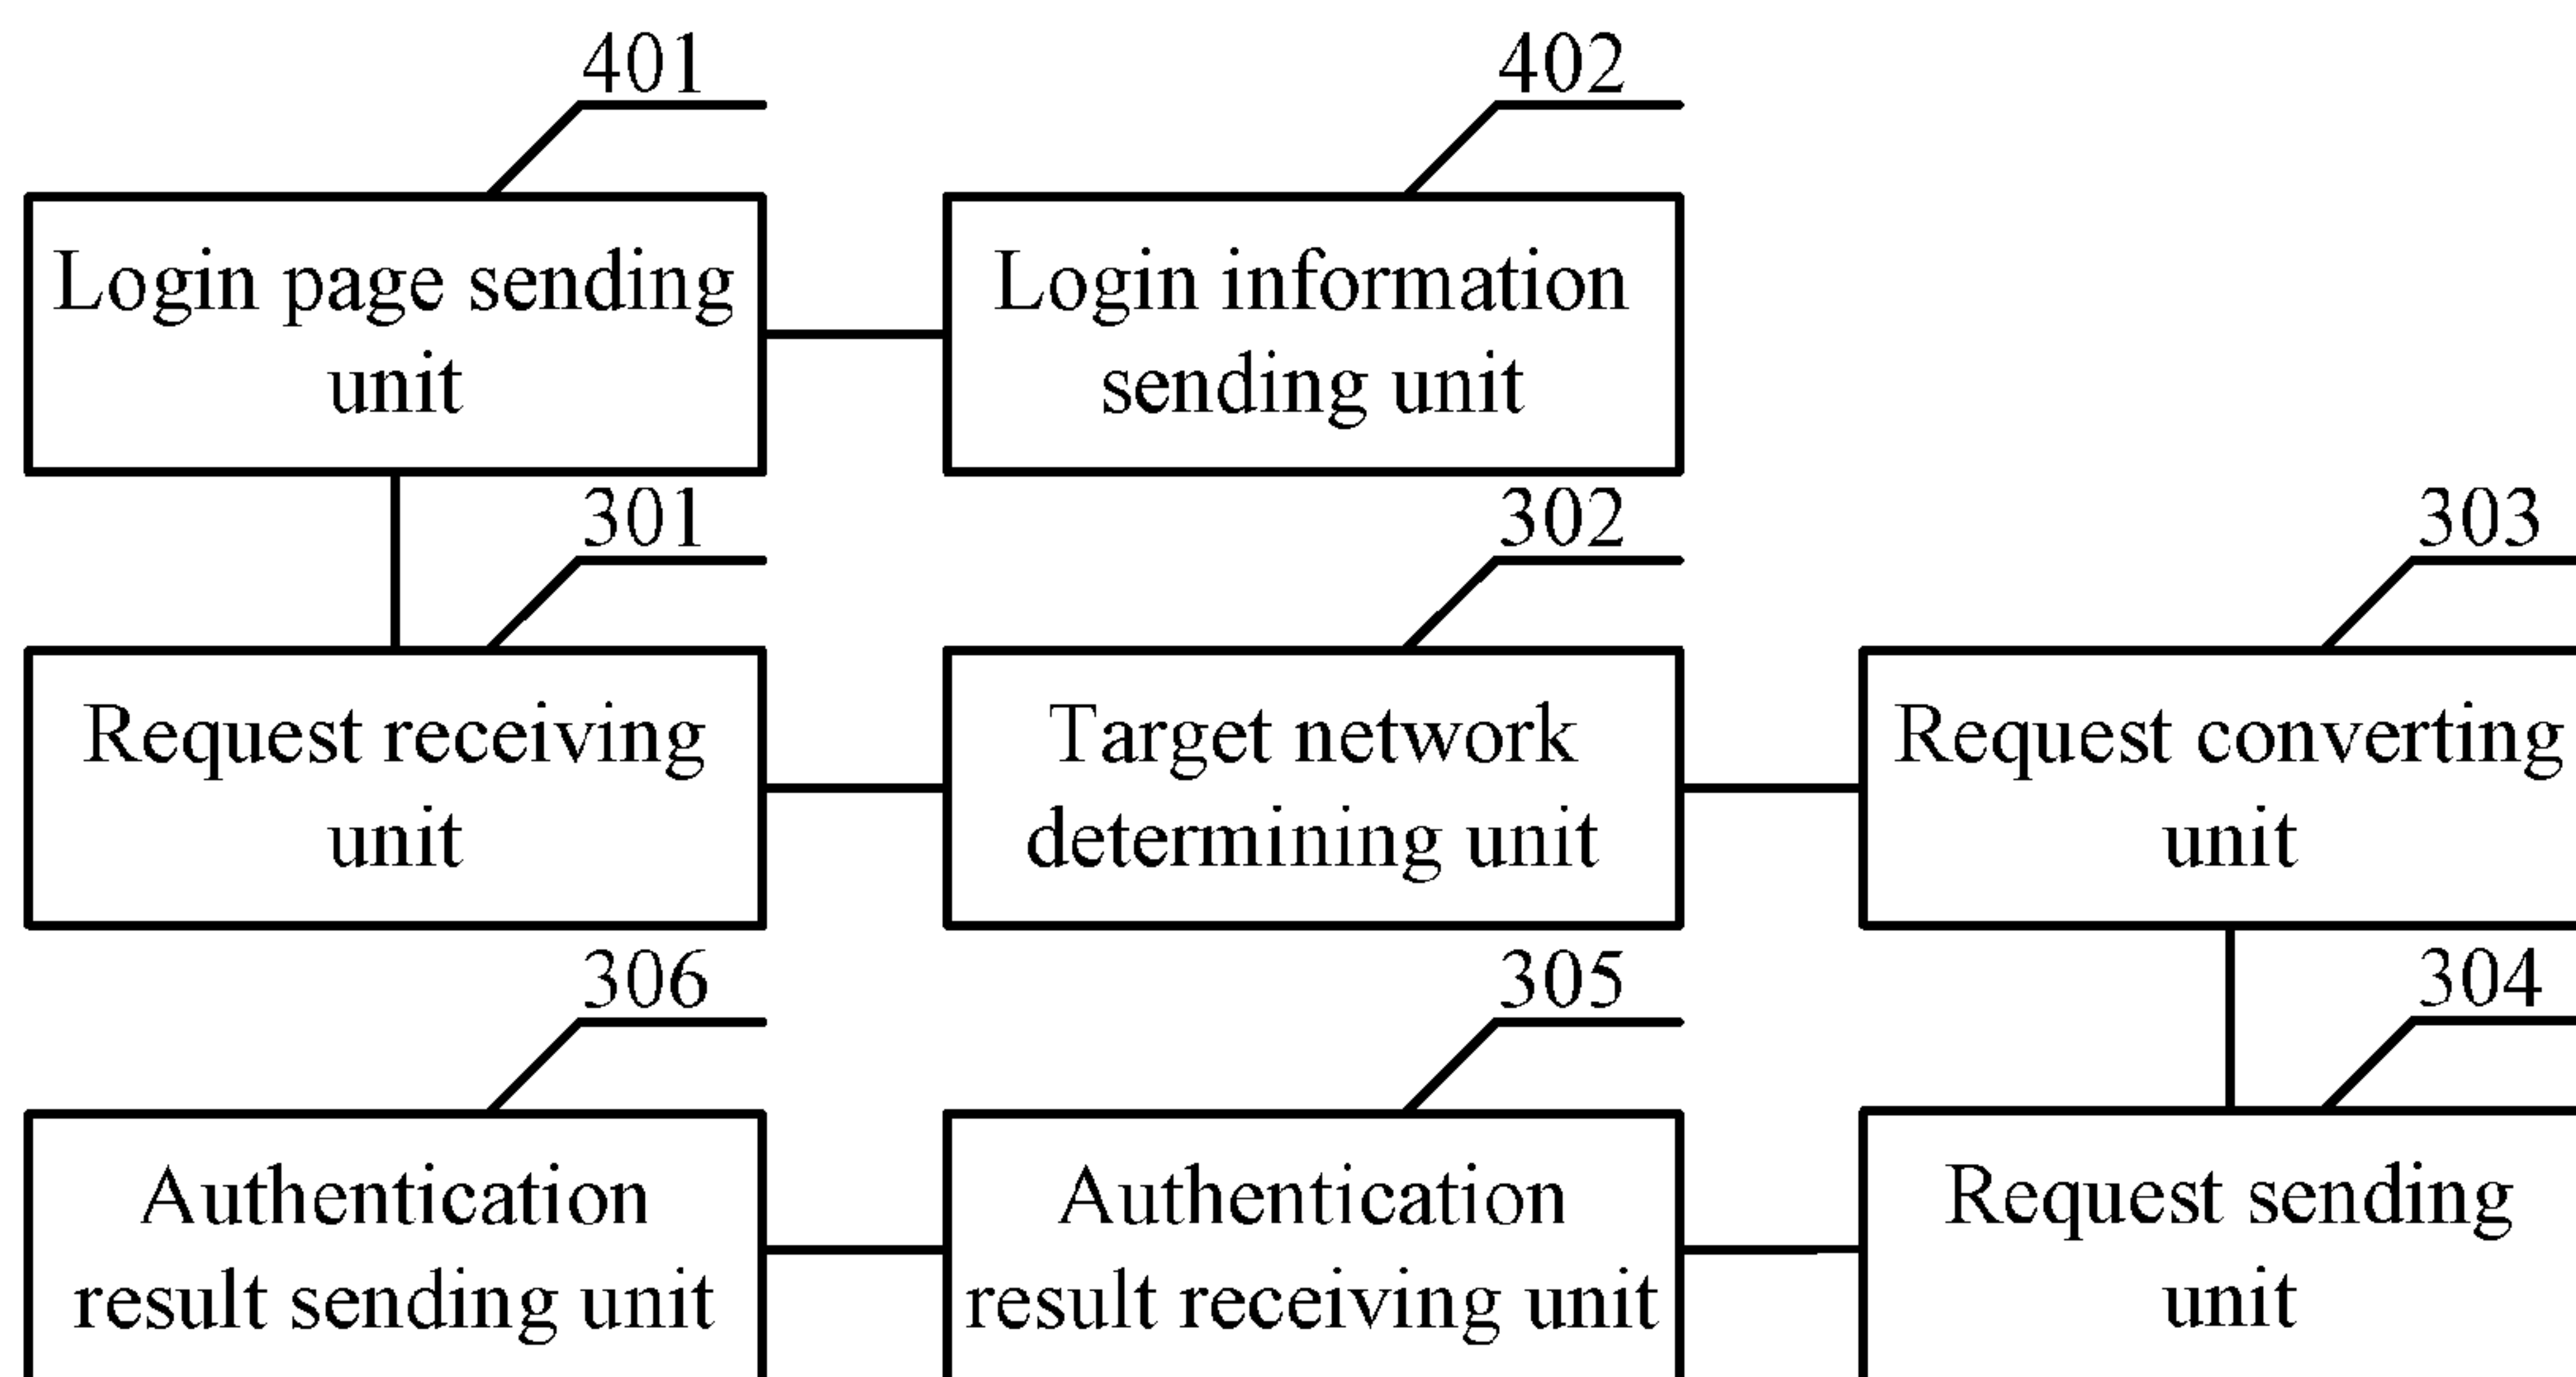 401
402
Login page sending
unit
Login information
sending unit
301
302
303
Request receiving
unit
Target network
determining unit
Request converting
unit
306
305
304
Authentication
result sending unit
Authentication
result receiving unit
Request sending
unit